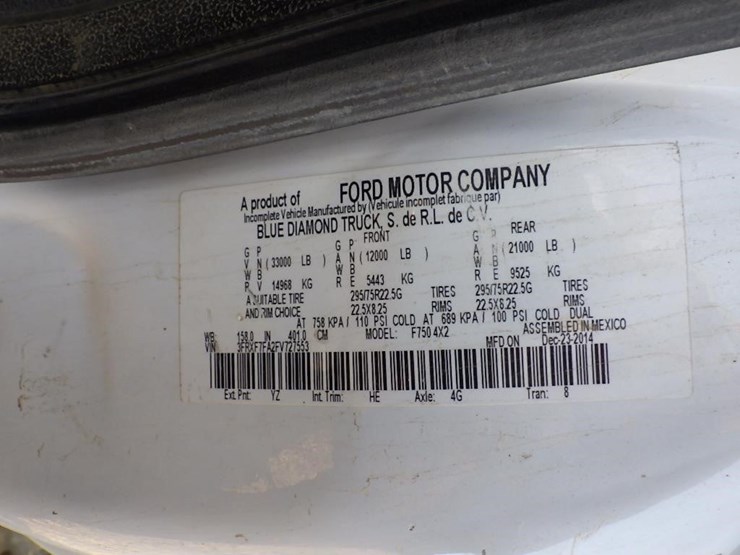 A product of FORD MOTOR COMPANY
Incomplete Vehicle Manufactured by (Vehicule incomplet fabrique par)
BLUE DIAMOND TRUCK, S. de R.L. de C.V.
FRONT REAR
G P G P G P
V N ( 33000 LB ) A N ( 12000 LB ) A N ( 21000 LB )
W B W B W B
R V 14968 KG R E 5443 KG R E 9525 KG
A SUITABLE TIRE 295/75R22.5G TIRES 295/75R22.5G TIRES
AND RIM CHOICE 22.5X8.25 RIMS 22.5X8.25 RIMS
AT 758 KPA / 110 PSI COLD AT 689 KPA / 100 PSI COLD DUAL
WB 158.0 IN 401.0 CM MODEL: F750 4X2 ASSEMBLED IN MEXICO
VIN 3FRXF7FA2FV727553 MFD ON Dec-23-2014
Ext. Pnt: YZ Int. Trim: HE Axle: 4G Tran: 8